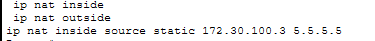 ip nat inside
ip nat outside
ip nat inside source static 172.30.100.3 5.5.5.5